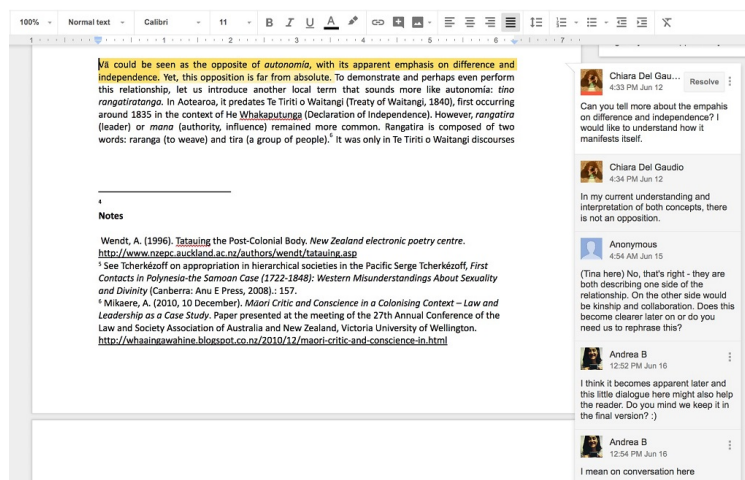 100% Normal text Calibri 11 B I U A
1 1 2 3 4 5 6 7
Vā could be seen as the opposite of autonomía, with its apparent emphasis on difference and
independence. Yet, this opposition is far from absolute. To demonstrate and perhaps even perform
this relationship, let us introduce another local term that sounds more like autonomía: tino
rangatiratanga. In Aotearoa, it predates Te Tiriti o Waitangi (Treaty of Waitangi, 1840), first occurring
around 1835 in the context of He Whakaputunga (Declaration of Independence). However, rangatira
(leader) or mana (authority, influence) remained more common. Rangatira is composed of two
words: raranga (to weave) and tira (a group of people).⁶ It was only in Te Tiriti o Waitangi discourses
4
Notes
Wendt, A. (1996). Tatauing the Post-Colonial Body. New Zealand electronic poetry centre.
http://www.nzepc.auckland.ac.nz/authors/wendt/tatauing.asp
⁵ See Tcherkézoff on appropriation in hierarchical societies in the Pacific Serge Tcherkézoff, First
Contacts in Polynesia-the Samoan Case (1722-1848): Western Misunderstandings About Sexuality
and Divinity (Canberra: Anu E Press, 2008).: 157.
⁶ Mikaere, A. (2010, 10 December). Māori Critic and Conscience in a Colonising Context – Law and
Leadership as a Case Study. Paper presented at the meeting of the 27th Annual Conference of the
Law and Society Association of Australia and New Zealand, Victoria University of Wellington.
http://whaaingawahine.blogspot.co.nz/2010/12/maori-critic-and-conscience-in.html
Chiara Del Gau... Resolve
4:33 PM Jun 12
Can you tell more about the empahis
on difference and independence? I
would like to understand how it
manifests itself.
Chiara Del Gaudio
4:34 PM Jun 12
In my current understanding and
interpretation of both concepts, there
is not an opposition.
Anonymous
4:54 AM Jun 15
(Tina here) No, that's right - they are
both describing one side of the
relationship. On the other side would
be kinship and collaboration. Does this
become clearer later on or do you
need us to rephrase this?
Andrea B
12:52 PM Jun 16
I think it becomes apparent later and
this little dialogue here might also help
the reader. Do you mind we keep it in
the final version? :)
Andrea B
12:54 PM Jun 16
I mean on conversation here